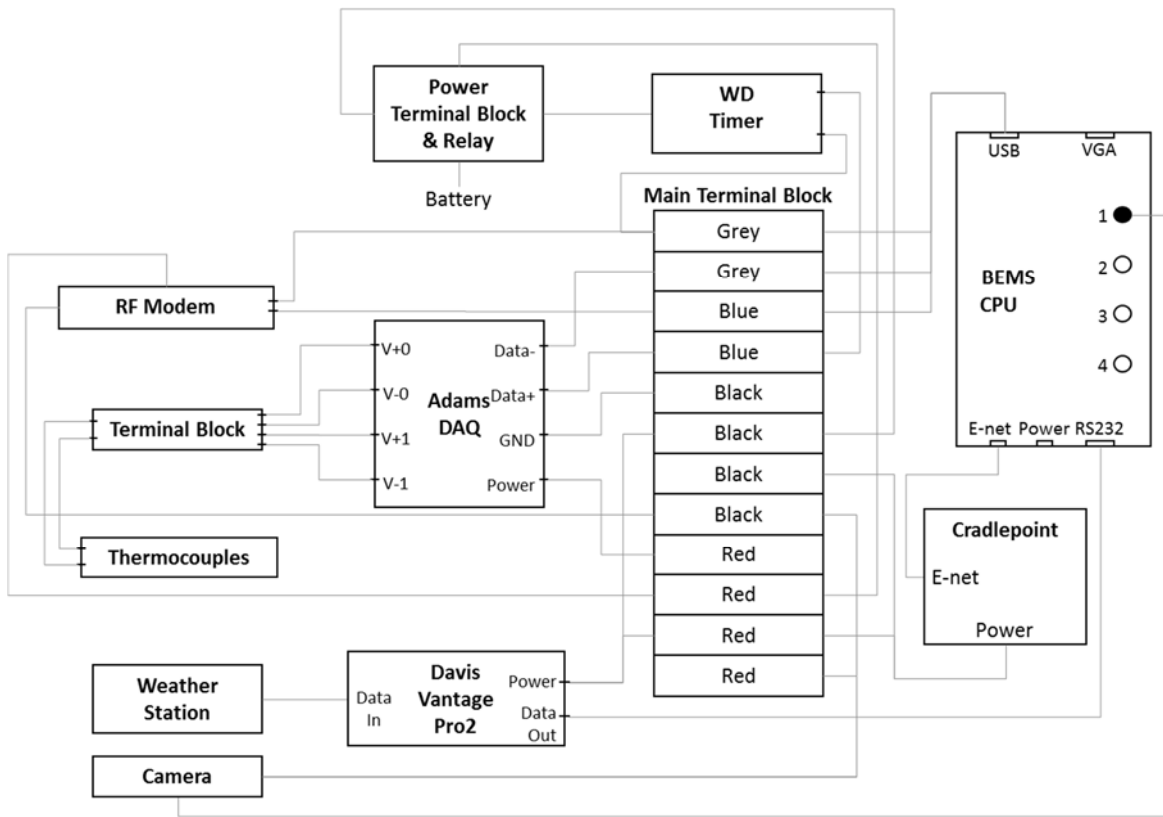 Power
Terminal Block
& Relay
WD
Timer
Battery
USB
VGA
1
2
3
4
BEMS
CPU
E-net
Power
RS232
Main Terminal Block
Grey
Grey
Blue
Blue
Black
Black
Black
Black
Red
Red
Red
Red
RF Modem
V+0
V-0
V+1
V-1
Adams
DAQ
Data-
Data+
GND
Power
Terminal Block
Thermocouples
Cradlepoint
E-net
Power
Weather
Station
Data
In
Davis
Vantage
Pro2
Power
Data
Out
Camera